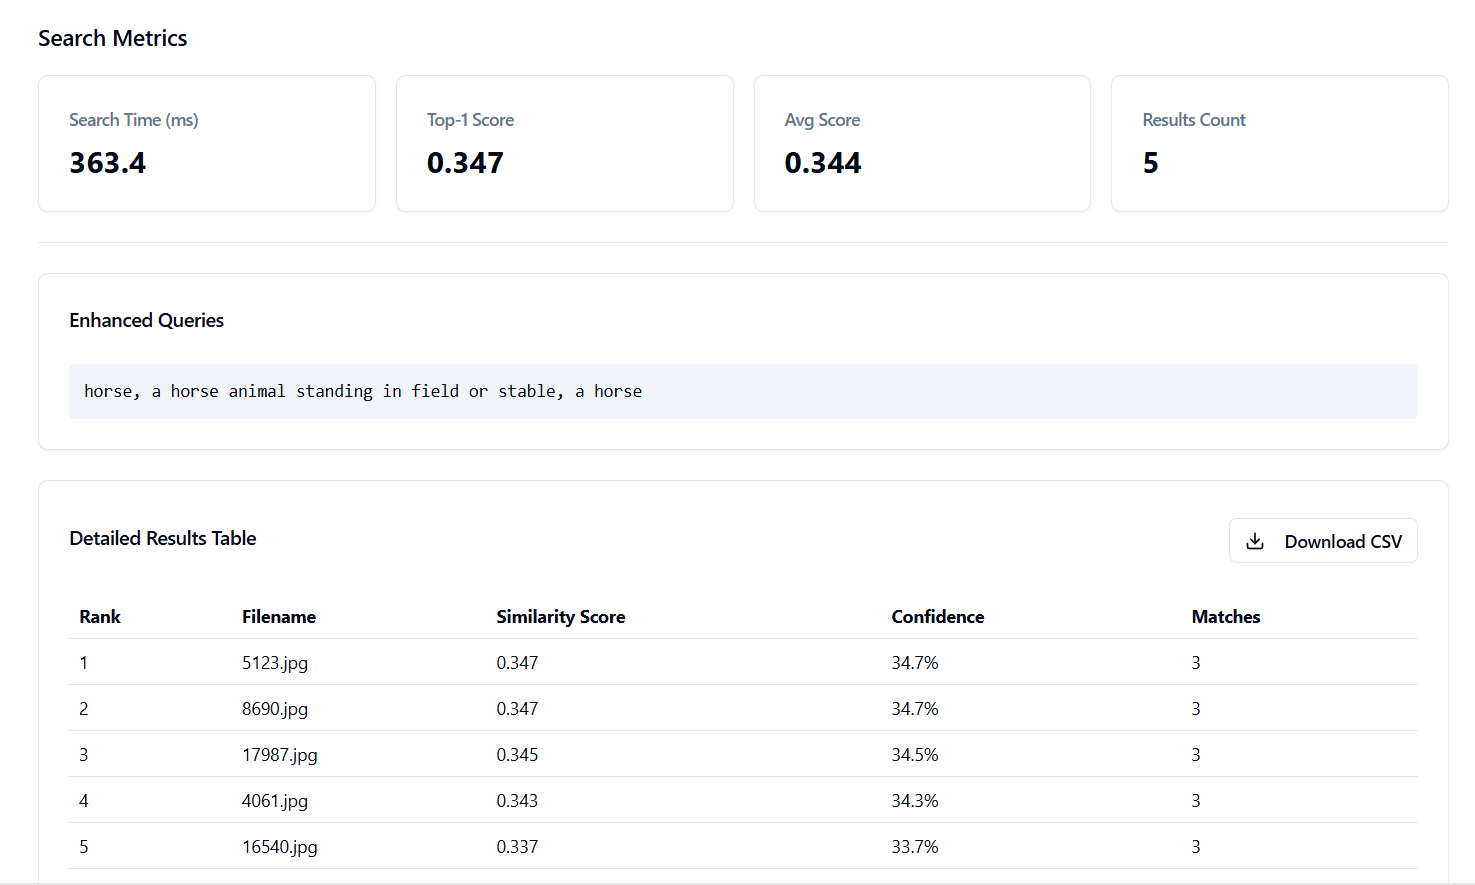 Search Metrics
Search Time (ms)
363.4
Top-1 Score
0.347
Avg Score
0.344
Results Count
5
Enhanced Queries
horse, a horse animal standing in field or stable, a horse
Detailed Results Table
Download CSV
Rank Filename Similarity Score Confidence Matches
1 5123.jpg 0.347 34.7% 3
2 8690.jpg 0.347 34.7% 3
3 17987.jpg 0.345 34.5% 3
4 4061.jpg 0.343 34.3% 3
5 16540.jpg 0.337 33.7% 3